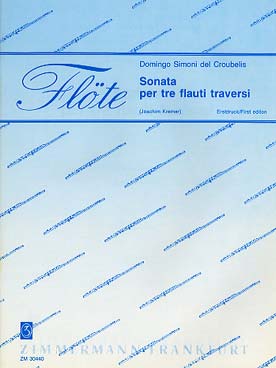 Domingo Simoni del Croubelis
Flöte
Sonata
per tre flauti traversi
(Joachim Kremer)
Erstdruck/First edition
ZIMMERMANN·FRANKFURT
ZM 30440